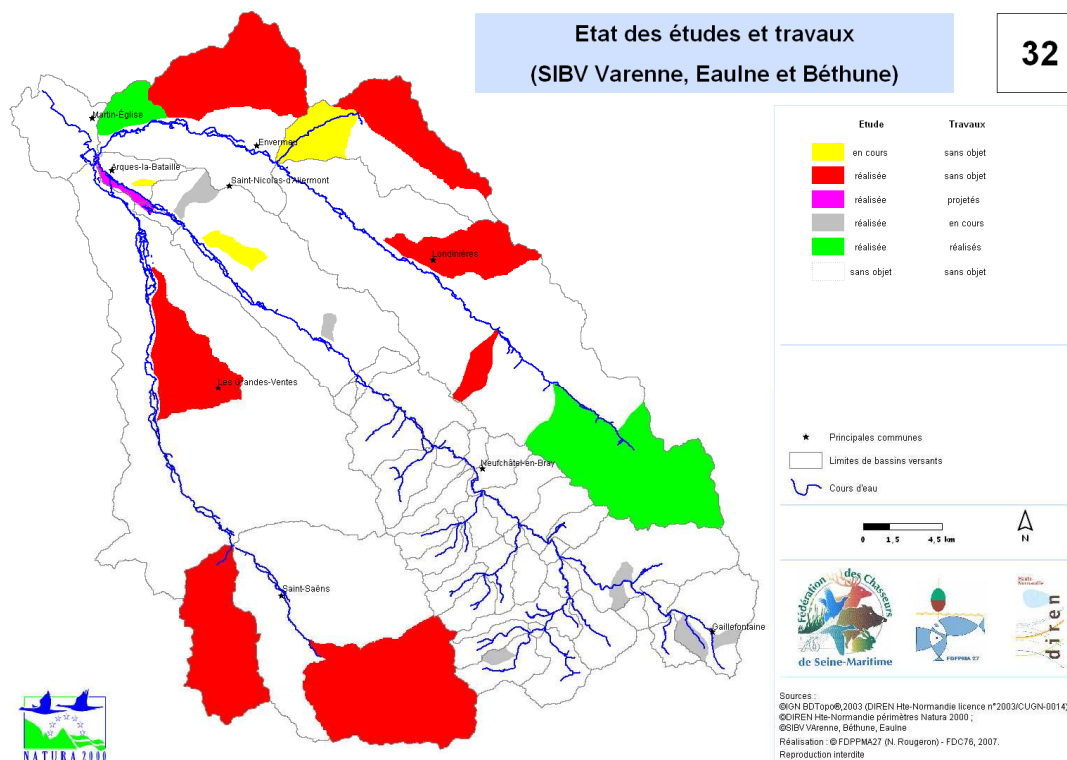 Etat des études et travaux
(SIBV Varenne, Eaulne et Béthune)
32
Martin-Église
Envermeu
Arques-la-Bataille
Saint-Nicolas-d'Aliermont
Londinières
Les Grandes-Ventes
Neufchâtel-en-Bray
Saint-Saëns
Gaillefontaine
Etude Travaux
en cours sans objet
réalisée sans objet
réalisée projetés
réalisée en cours
réalisée réalisés
sans objet sans objet
Principales communes
Limites de bassins versants
Cours d'eau
0 1,5 4,5 km
N
Fédération des Chasseurs
de Seine-Maritime
FDFPMA 27
Haute-
Normandie
diren
NATURA 2000
Sources :
©IGN BDTopo®,2003 (DIREN Hte-Normandie licence n°2003/CUGN-0014)
©DIREN Hte-Normandie périmètres Natura 2000 ;
©SIBV VArenne, Béthune, Eaulne
Réalisation : © FDPPMA27 (N. Rougeron) - FDC76, 2007.
Reproduction interdite